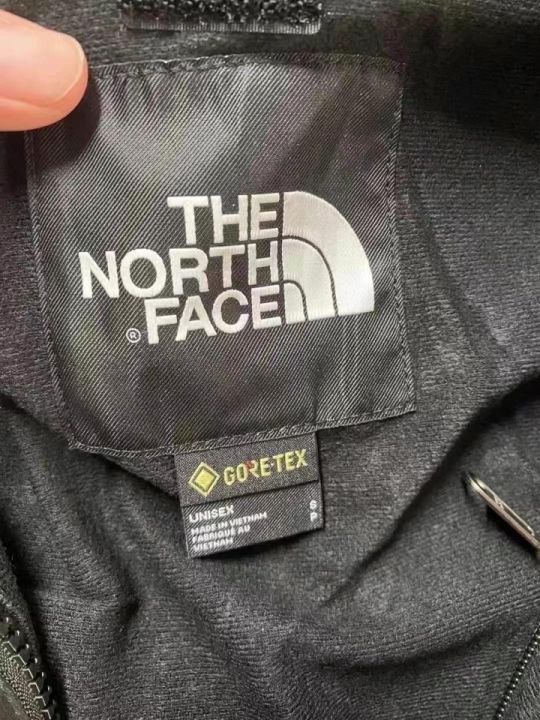 THE
NORTH
FACE
®
GORE-TEX
UNISEX S
MADE IN VIETNAM P
FABRIQUÉ AU
VIETNAM